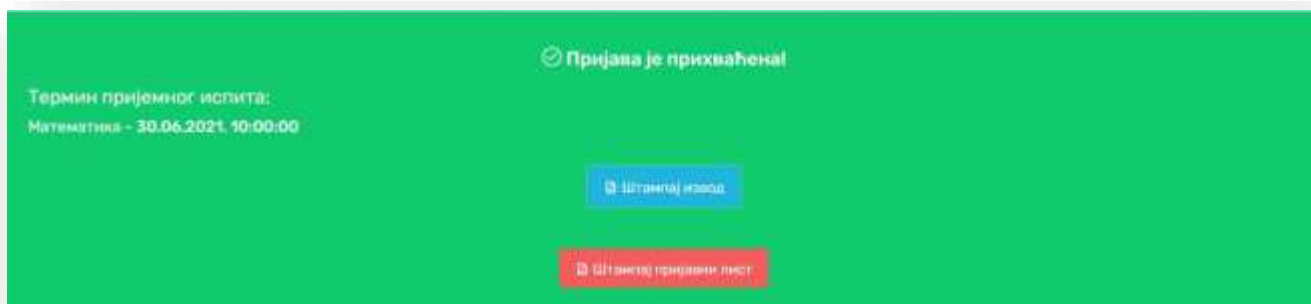 Пријава је прихваћена!
Термин пријемног испита:
Математика - 30.06.2021. 10:00:00
Штампај извод
Штампај пријавни лист